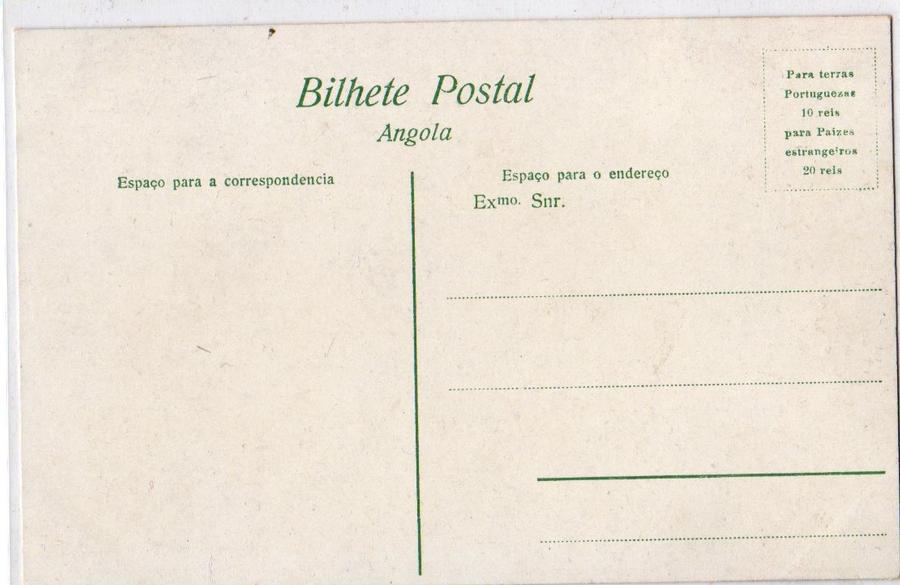 Bilhete Postal
Angola
Espaço para a correspondencia
Espaço para o endereço
Exmo. Snr.
Para terras
Portuguezas
10 reis
para Paizes
estrangeiros
20 reis